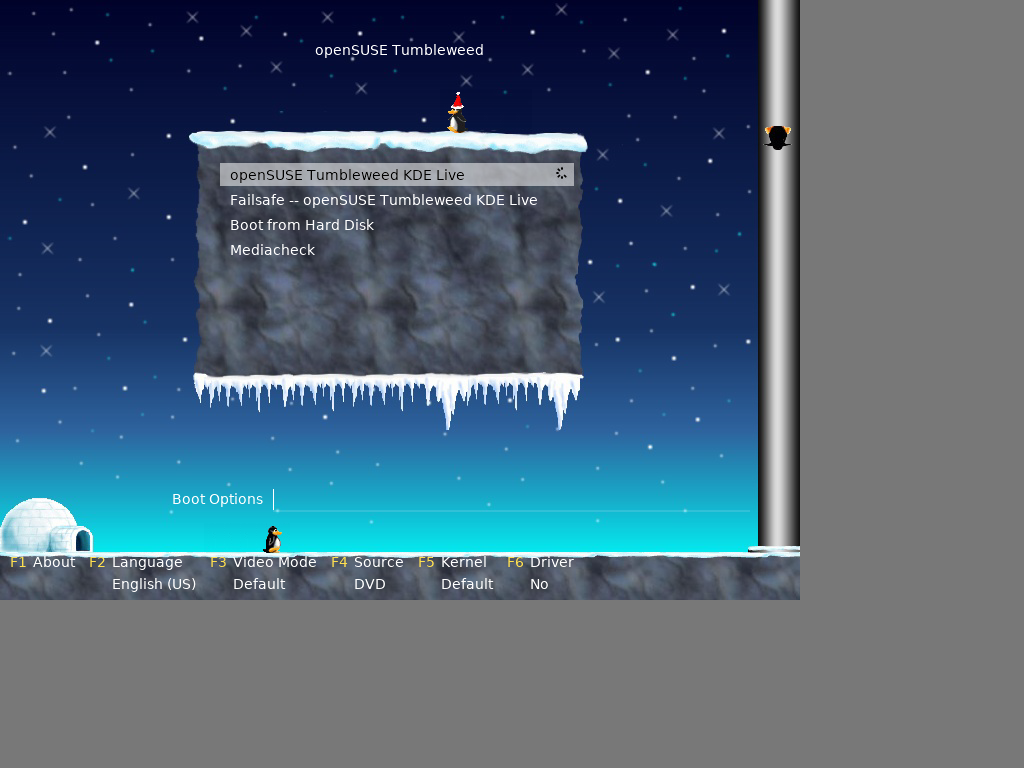 openSUSE Tumbleweed
openSUSE Tumbleweed KDE Live
Failsafe -- openSUSE Tumbleweed KDE Live
Boot from Hard Disk
Mediacheck
Boot Options
F1 About F2 Language F3 Video Mode F4 Source F5 Kernel F6 Driver
English (US) Default DVD Default No